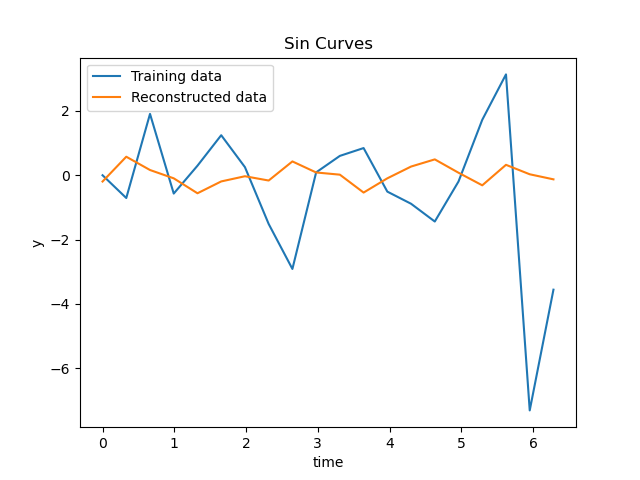 Sin Curves
Training data
Reconstructed data
2
0
−2
−4
−6
y
0 1 2 3 4 5 6
time